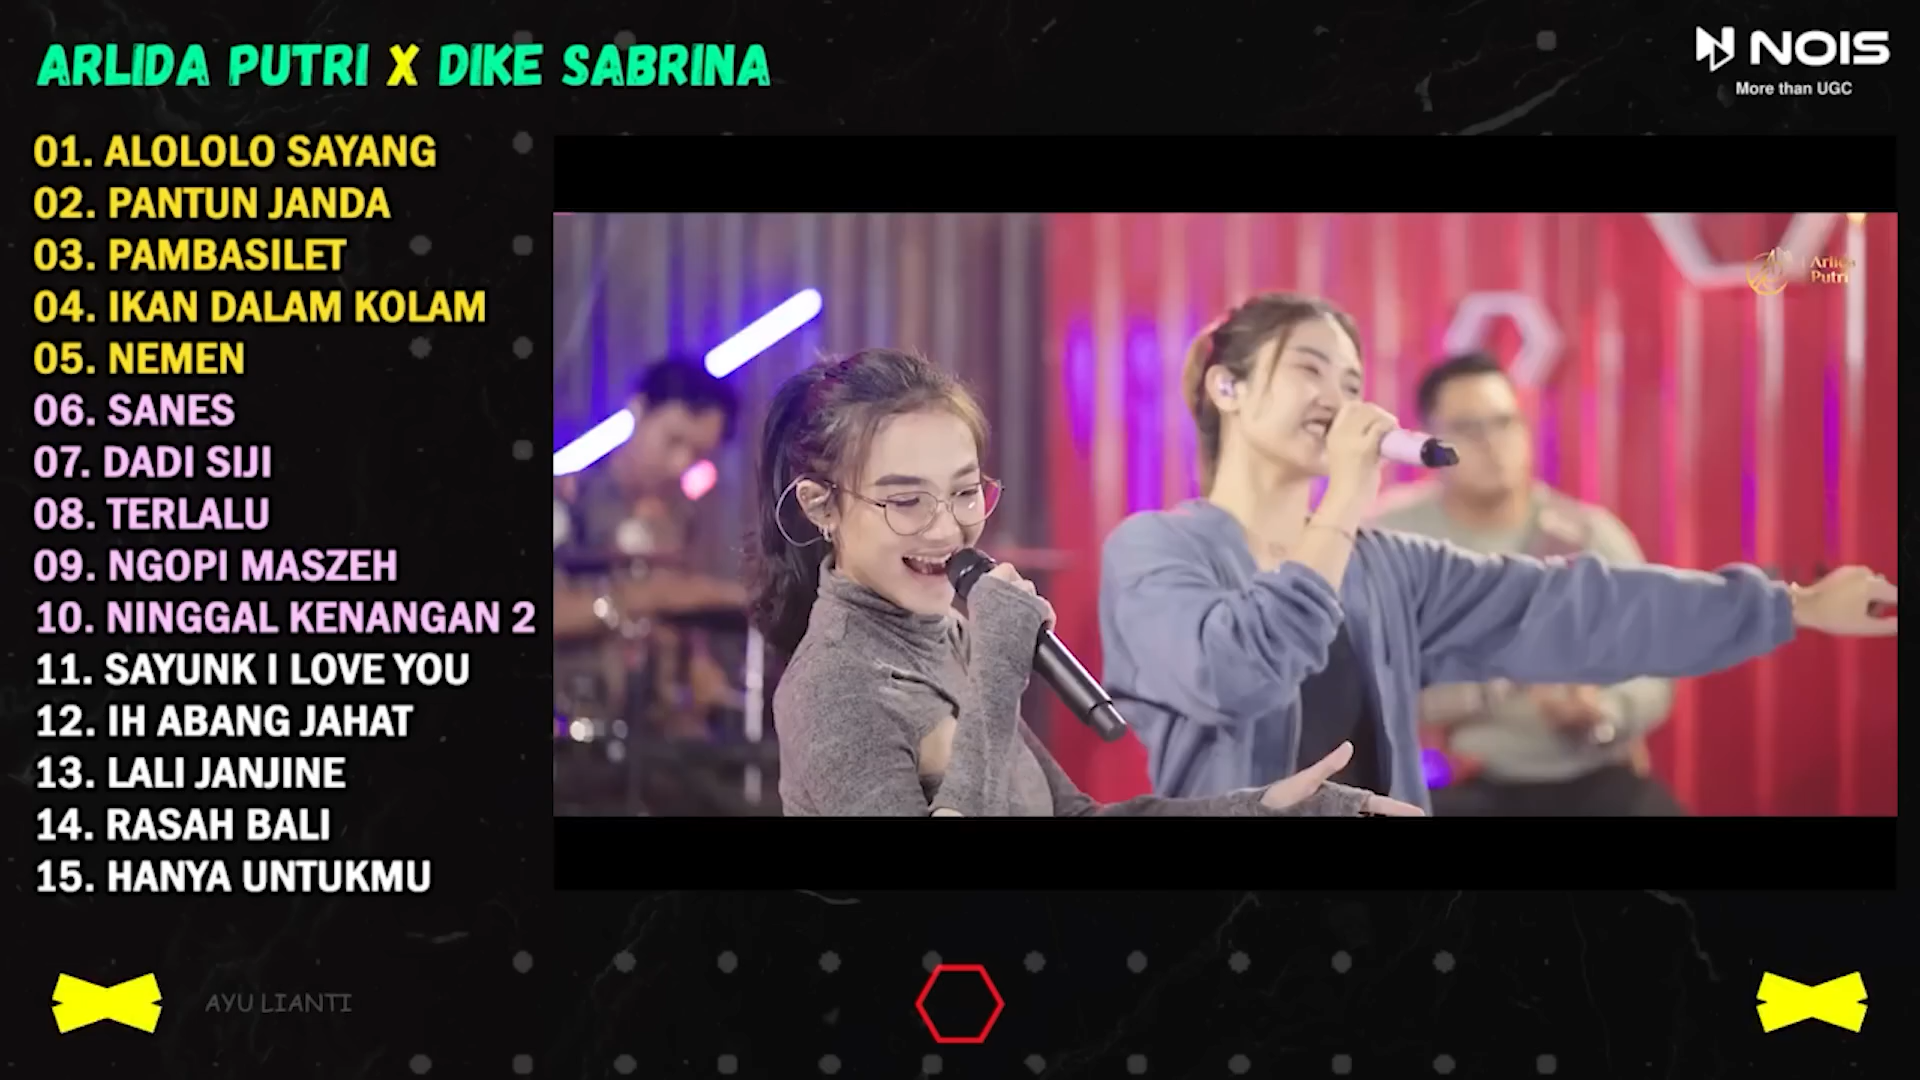 ARLIDA PUTRI X DIKE SABRINA
NOIS
More than UGC
01. ALOLOLO SAYANG
02. PANTUN JANDA
03. PAMBASILET
04. IKAN DALAM KOLAM
05. NEMEN
06. SANES
07. DADI SIJI
08. TERLALU
09. NGOPI MASZEH
10. NINGGAL KENANGAN 2
11. SAYUNK I LOVE YOU
12. IH ABANG JAHAT
13. LALI JANJINE
14. RASAH BALI
15. HANYA UNTUKMU
Arlida
Putri
AYU LIANTI